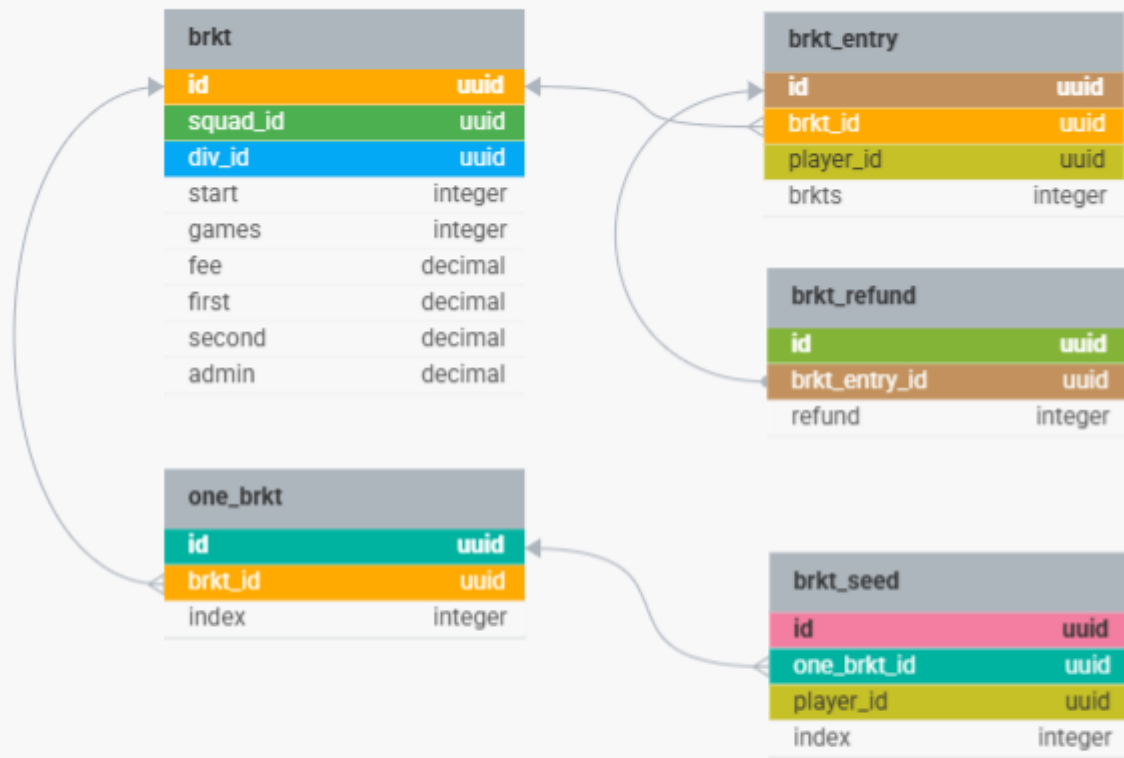 brkt
id uuid
squad_id uuid
div_id uuid
start integer
games integer
fee decimal
first decimal
second decimal
admin decimal
brkt_entry
id uuid
brkt_id uuid
player_id uuid
brkts integer
brkt_refund
id uuid
brkt_entry_id uuid
refund integer
one_brkt
id uuid
brkt_id uuid
index integer
brkt_seed
id uuid
one_brkt_id uuid
player_id uuid
index integer